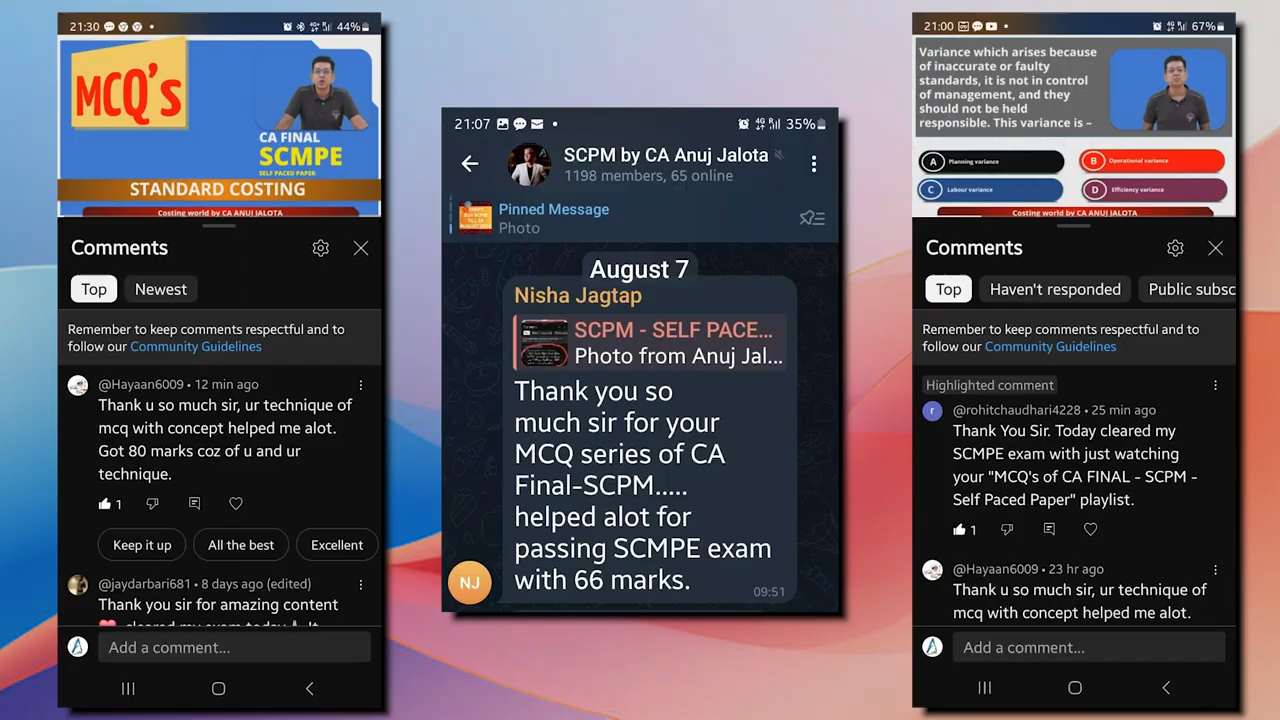 21:30
44%
MCQ's
CA FINAL
SCMPE
SELF PACED PAPER
STANDARD COSTING
Costing world by CA ANUJ JALOTA
Comments
Top
Newest
Remember to keep comments respectful and to
follow our Community Guidelines
@Hayaan6009 • 12 min ago
Thank u so much sir, ur technique of
mcq with concept helped me alot.
Got 80 marks coz of u and ur
technique.
1
Keep it up
All the best
Excellent
@jaydarbari681 • 8 days ago (edited)
Thank you sir for amazing content
cleared my exam today
It
Add a comment...
21:07
4G
35%
SCPM by CA Anuj Jalota
1198 members, 65 online
Pinned Message
Photo
August 7
Nisha Jagtap
SCPM - SELF PACE...
Photo from Anuj Jal...
Thank you so
much sir for your
MCQ series of CA
Final-SCPM.....
helped alot for
passing SCMPE exam
with 66 marks.
NJ
09:51
21:00
67%
Variance which arises because
of inaccurate or faulty
standards, it is not in control
of management, and they
should not be held
responsible. This variance is –
A Planning variance
B Operational variance
C Labour variance
D Efficiency variance
Costing world by CA ANUJ JALOTA
Comments
Top
Haven't responded
Public subsc
Remember to keep comments respectful and to
follow our Community Guidelines
Highlighted comment
r
@rohitchaudhari4228 • 25 min ago
Thank You Sir. Today cleared my
SCMPE exam with just watching
your "MCQ's of CA FINAL - SCPM -
Self Paced Paper" playlist.
1
@Hayaan6009 • 23 hr ago
Thank u so much sir, ur technique of
mcq with concept helped me alot.
Add a comment...